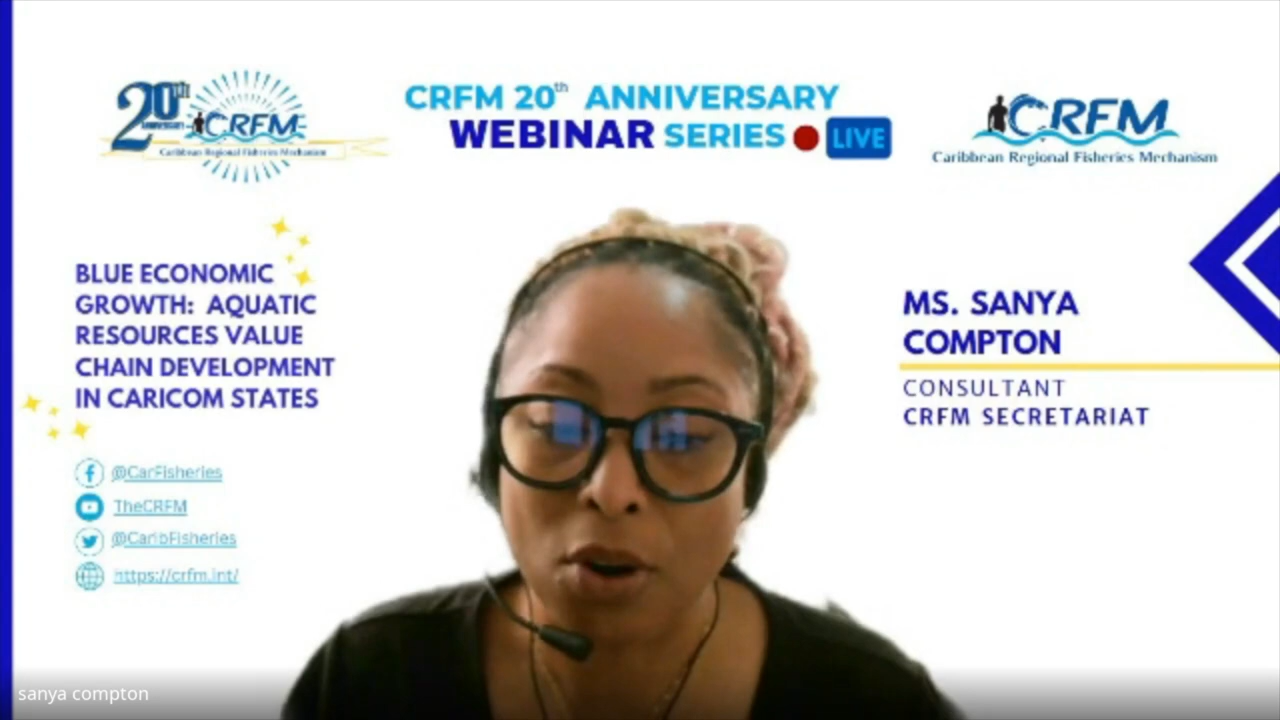 20th
ANNIVERSARY
CRFM
Caribbean Regional Fisheries Mechanism
CRFM 20th ANNIVERSARY
WEBINAR SERIES LIVE
CRFM
Caribbean Regional Fisheries Mechanism
BLUE ECONOMIC
GROWTH: AQUATIC
RESOURCES VALUE
CHAIN DEVELOPMENT
IN CARICOM STATES
@CarFisheries
TheCRFM
@CaribFisheries
https://crfm.int/
MS. SANYA
COMPTON
CONSULTANT
CRFM SECRETARIAT
sanya compton